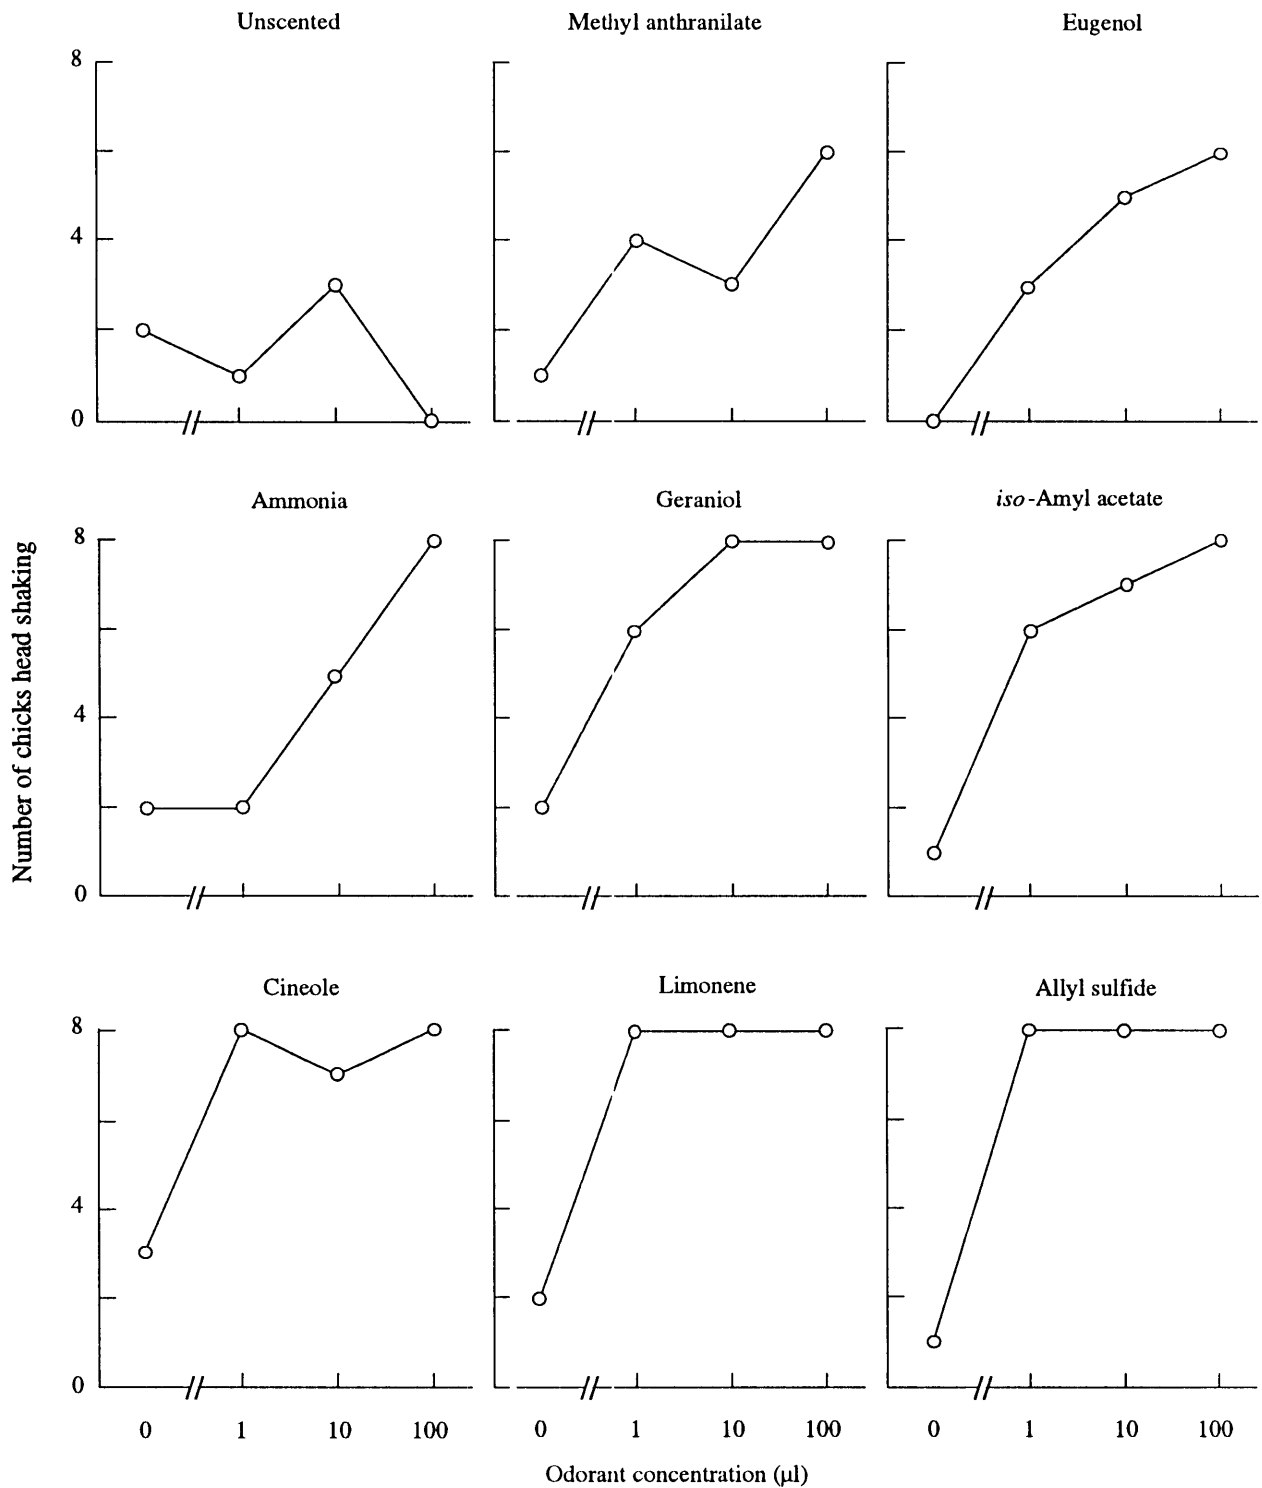 Unscented
Methyl anthranilate
Eugenol
8
4
0
Ammonia
Geraniol
iso-Amyl acetate
Number of chicks head shaking
8
4
0
Cineole
Limonene
Allyl sulfide
8
4
0
0 1 10 100
0 1 10 100
0 1 10 100
Odorant concentration (µl)